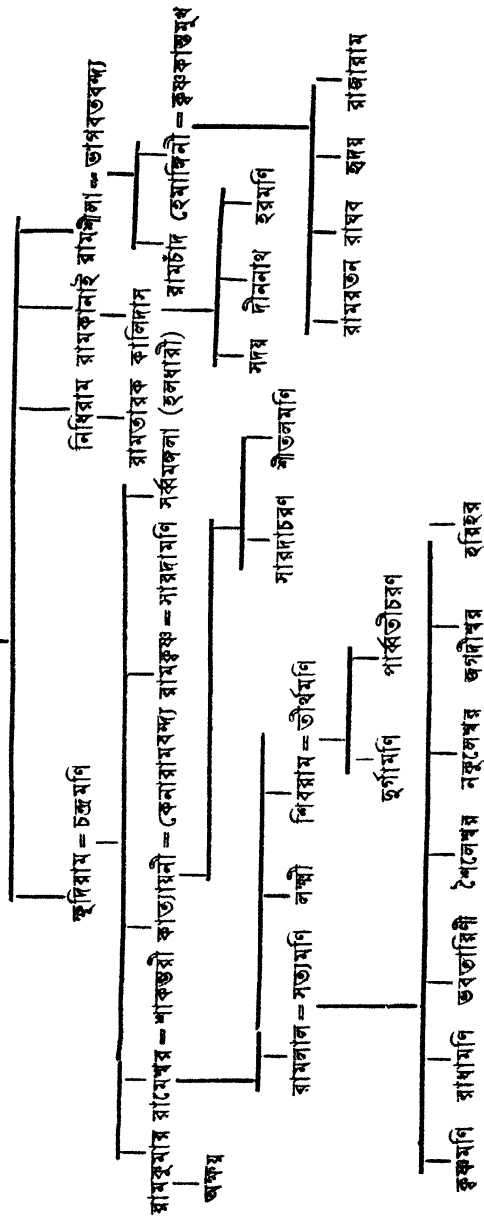 ক্ষুদিরাম = চন্দ্রমণি নিধিরাম রামকানাই রামশীলা = ভাগবতবন্দ্য
রামতারক কালিদাস রামচাঁদ হেমাঙ্গিনী = কৃষ্ণকান্তমুখ
(হলধারী)
রামকুমার রামেশ্বর = শাকম্ভরী কাত্যায়নী = কেনারামবন্দ্য রামকৃষ্ণ = সারদামণি সর্ব্বমঙ্গলা
অক্ষয় সদয় দীননাথ হরমণি
সারদাচরণ শীতলমণি রামরতন রাঘব হৃদয় রাজারাম
রামলাল = সত্যমণি লক্ষ্মী শিবরাম = তীর্থমণি
দুর্গামণি পার্ব্বতীচরণ
কৃষ্ণমণি রাধামণি ভবতারিণী শৈলেশ্বর নকুলেশ্বর জগদীশ্বর হরিহর